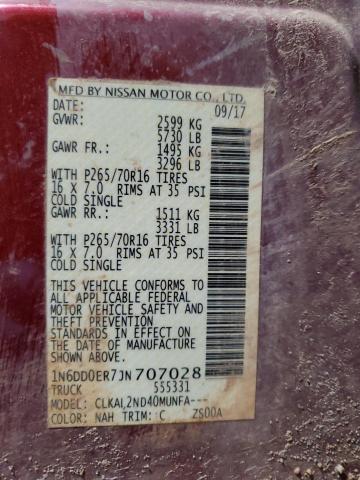 MFD BY NISSAN MOTOR CO., LTD.
DATE: 09/17
GVWR: 2599 KG
5730 LB
GAWR FR.: 1495 KG
3296 LB
WITH P265/70R16 TIRES
16 X 7.0 RIMS AT 35 PSI
COLD SINGLE
GAWR RR.: 1511 KG
3331 LB
WITH P265/70R16 TIRES
16 X 7.0 RIMS AT 35 PSI
COLD SINGLE
THIS VEHICLE CONFORMS TO
ALL APPLICABLE FEDERAL
MOTOR VEHICLE SAFETY AND
THEFT PREVENTION
STANDARDS IN EFFECT ON
THE DATE OF MANUFACTURE
SHOWN ABOVE.
1N6DD0ER7JN707028
TRUCK 555331
MODEL: CLKAL2ND40MUNFA---
COLOR: NAH TRIM: C ZS00A